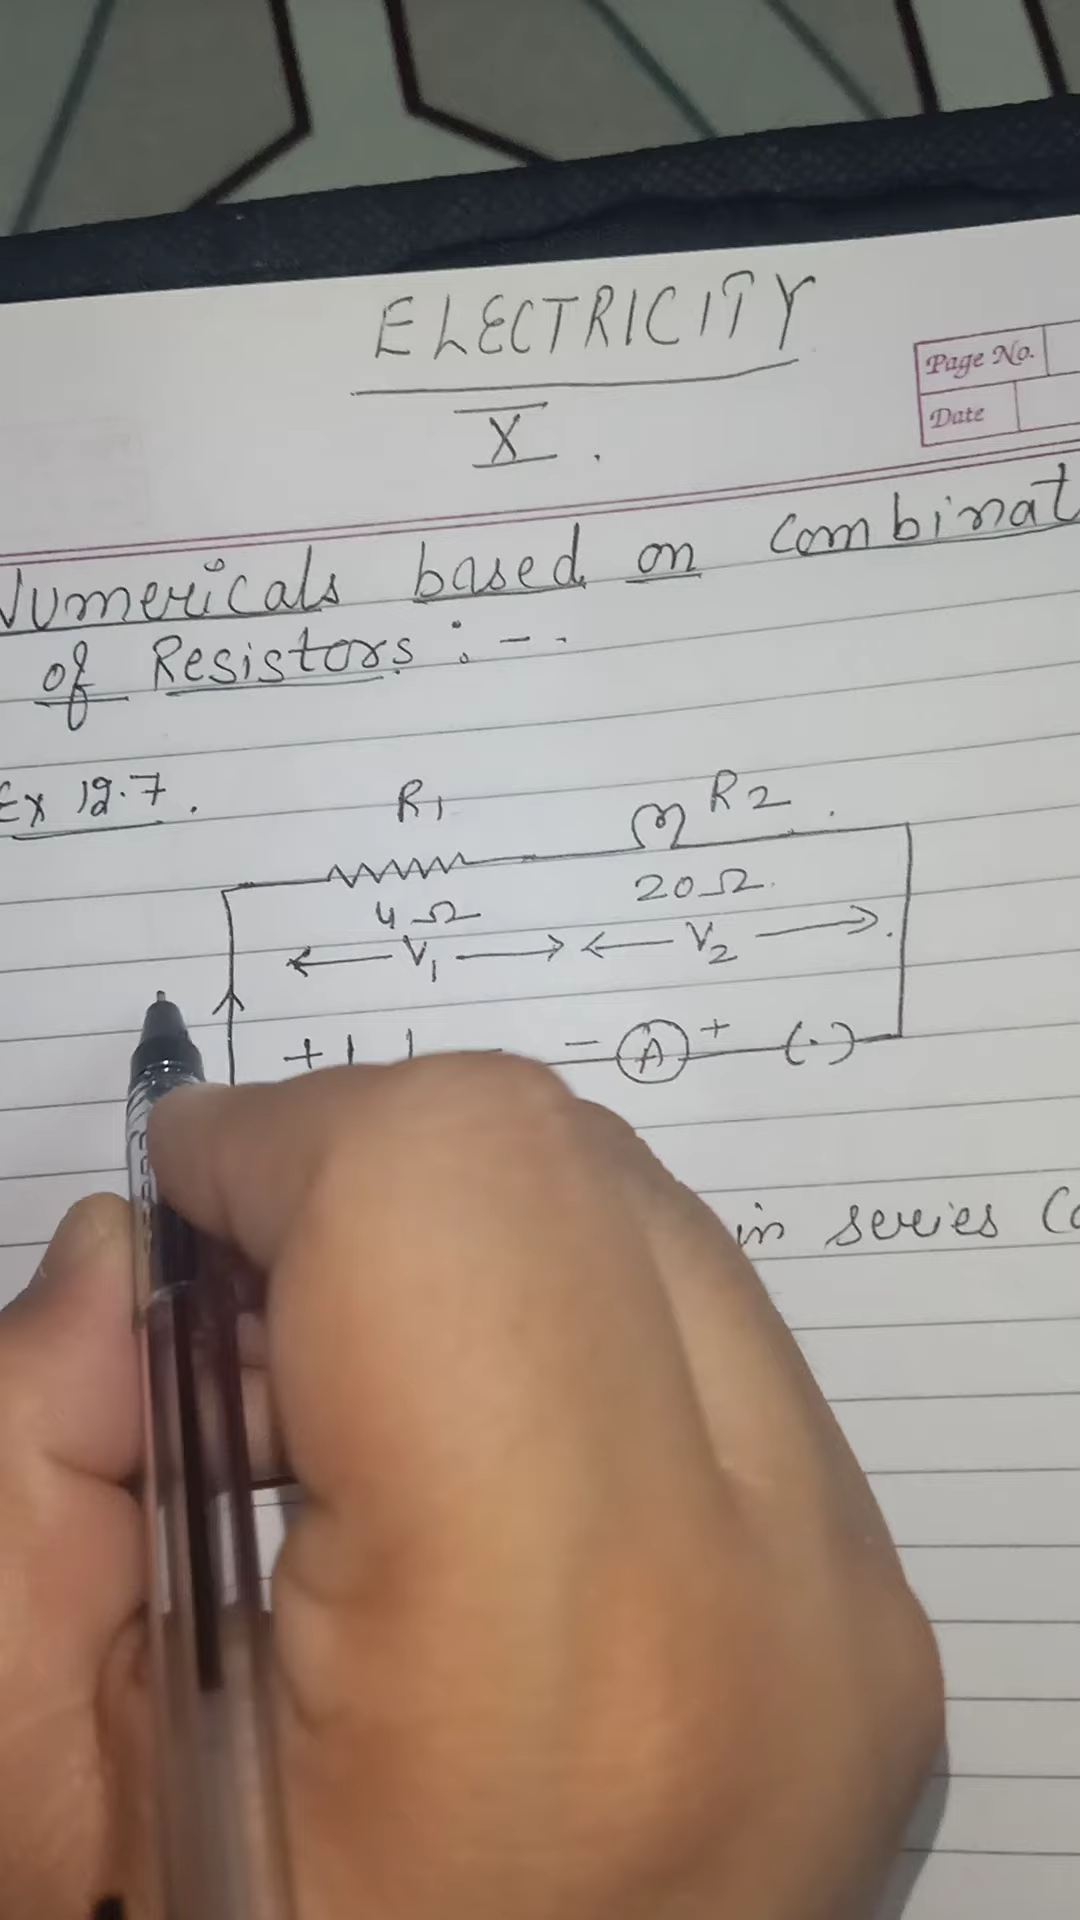 ELECTRICITY
X.
Page No.
Date
Numericals based on combinat
of Resistors :- -.
Ex 12.7.
R1 R2
4Ω 20Ω
V1 V2
+ - A + (.)
in series (